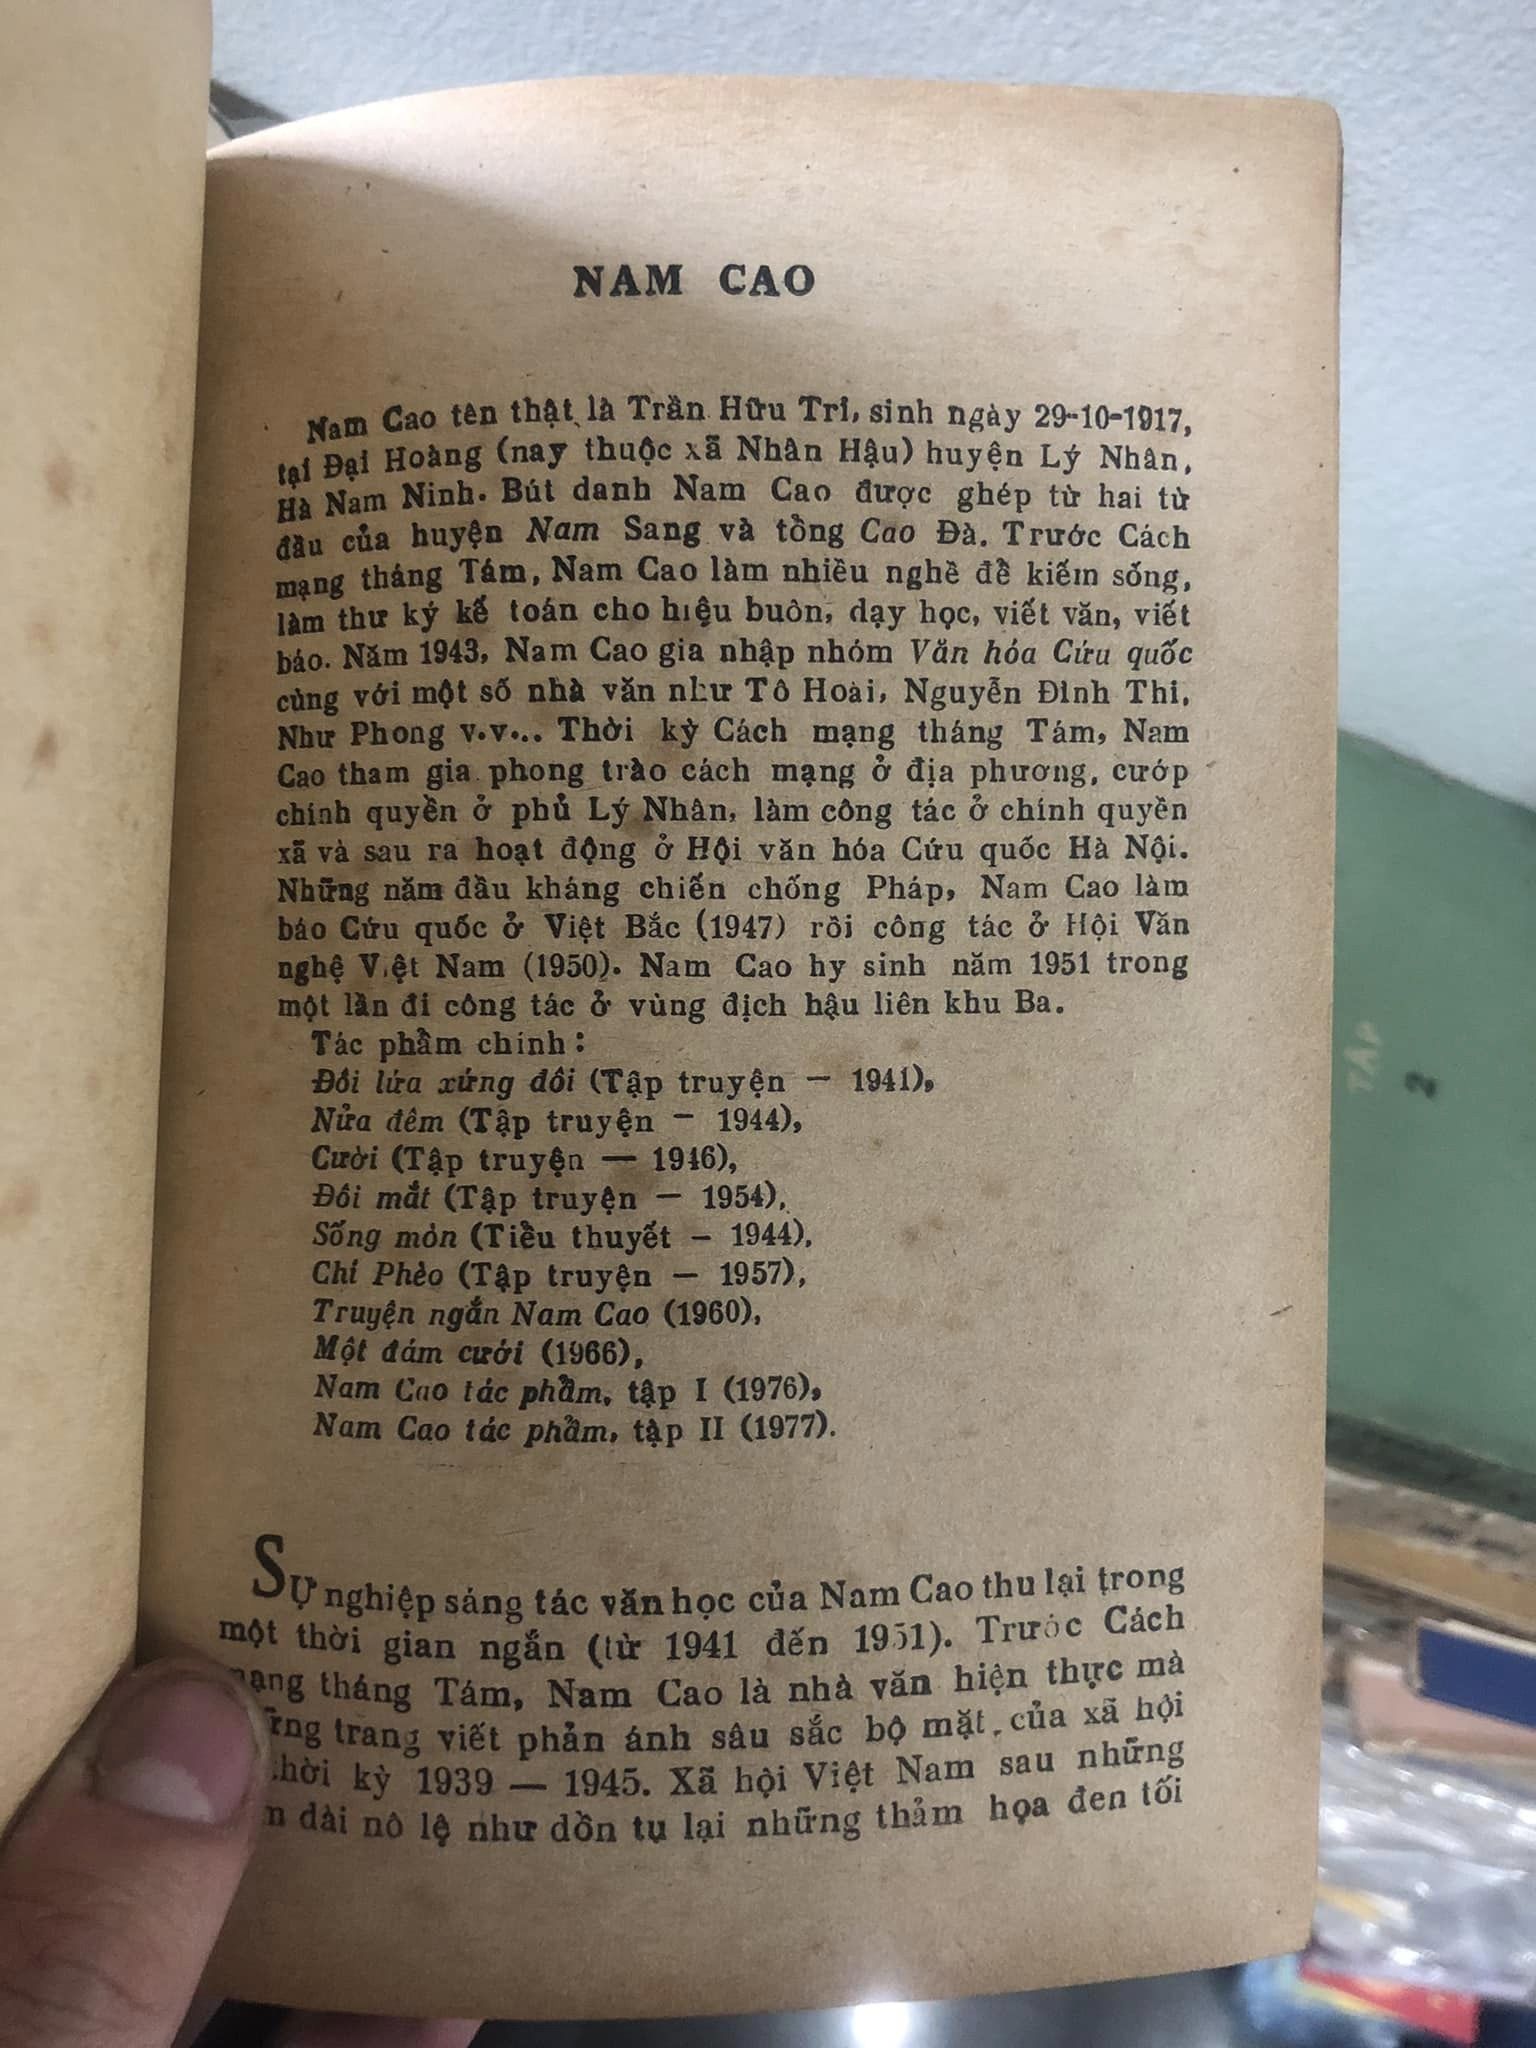 NAM CAO
Nam Cao tên thật là Trần Hữu Tri, sinh ngày 29-10-1917,
tại Đại Hoàng (nay thuộc xã Nhân Hậu) huyện Lý Nhân,
Hà Nam Ninh. Bút danh Nam Cao được ghép từ hai từ
đầu của huyện Nam Sang và tổng Cao Đà. Trước Cách
mạng tháng Tám, Nam Cao làm nhiều nghề để kiếm sống,
làm thư ký kế toán cho hiệu buôn, dạy học, viết văn, viết
báo. Năm 1943, Nam Cao gia nhập nhóm Văn hóa Cứu quốc
cùng với một số nhà văn như Tô Hoài, Nguyễn Đình Thi,
Như Phong v.v... Thời kỳ Cách mạng tháng Tám, Nam
Cao tham gia phong trào cách mạng ở địa phương, cướp
chính quyền ở phủ Lý Nhân, làm công tác ở chính quyền
xã và sau ra hoạt động ở Hội văn hóa Cứu quốc Hà Nội.
Những năm đầu kháng chiến chống Pháp, Nam Cao làm
báo Cứu quốc ở Việt Bắc (1947) rồi công tác ở Hội Văn
nghệ Việt Nam (1950). Nam Cao hy sinh năm 1951 trong
một lần đi công tác ở vùng địch hậu liên khu Ba.
Tác phẩm chính:
Đôi lứa xứng đôi (Tập truyện — 1941),
Nửa đêm (Tập truyện — 1944),
Cười (Tập truyện — 1946),
Đôi mắt (Tập truyện — 1954),
Sống mòn (Tiểu thuyết — 1944),
Chí Phèo (Tập truyện — 1957),
Truyện ngắn Nam Cao (1960),
Một đám cưới (1966),
Nam Cao tác phẩm, tập I (1976),
Nam Cao tác phẩm, tập II (1977).
Sự nghiệp sáng tác văn học của Nam Cao thu lại trong
một thời gian ngắn (từ 1941 đến 1951). Trước Cách
mạng tháng Tám, Nam Cao là nhà văn hiện thực mà
trang viết phản ánh sâu sắc bộ mặt của xã hội
thời kỳ 1939 — 1945. Xã hội Việt Nam sau những
dài nô lệ như dồn tụ lại những thảm họa đen tối
TẬP
2